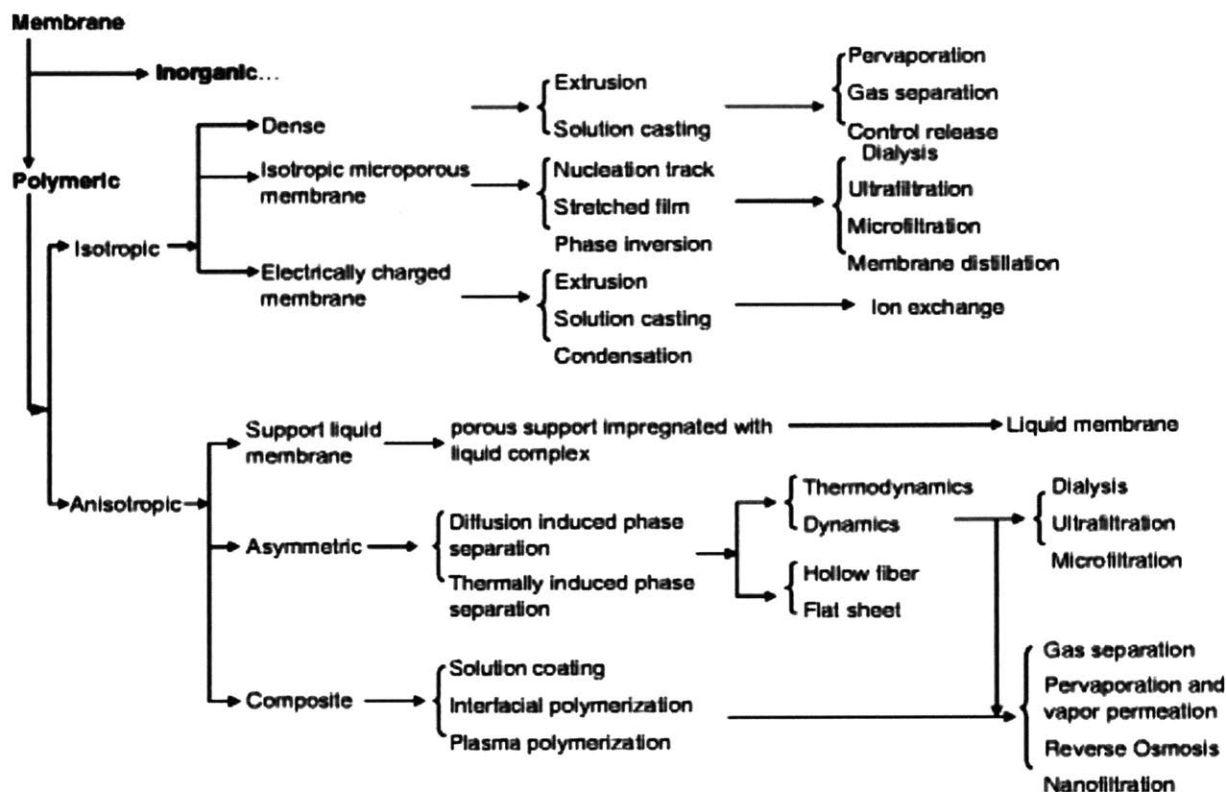 Membrane
Inorganic...
Polymeric
Isotropic
Dense
Extrusion
Solution casting
Pervaporation
Gas separation
Control release
Isotropic microporous
membrane
Nucleation track
Stretched film
Phase inversion
Dialysis
Ultrafiltration
Microfiltration
Membrane distillation
Electrically charged
membrane
Extrusion
Solution casting
Condensation
Ion exchange
Anisotropic
Support liquid
membrane
porous support impregnated with
liquid complex
Liquid membrane
Asymmetric
Diffusion induced phase
separation
Thermally induced phase
separation
Thermodynamics
Dynamics
Hollow fiber
Flat sheet
Dialysis
Ultrafiltration
Microfiltration
Composite
Solution coating
Interfacial polymerization
Plasma polymerization
Gas separation
Pervaporation and
vapor permeation
Reverse Osmosis
Nanofiltration